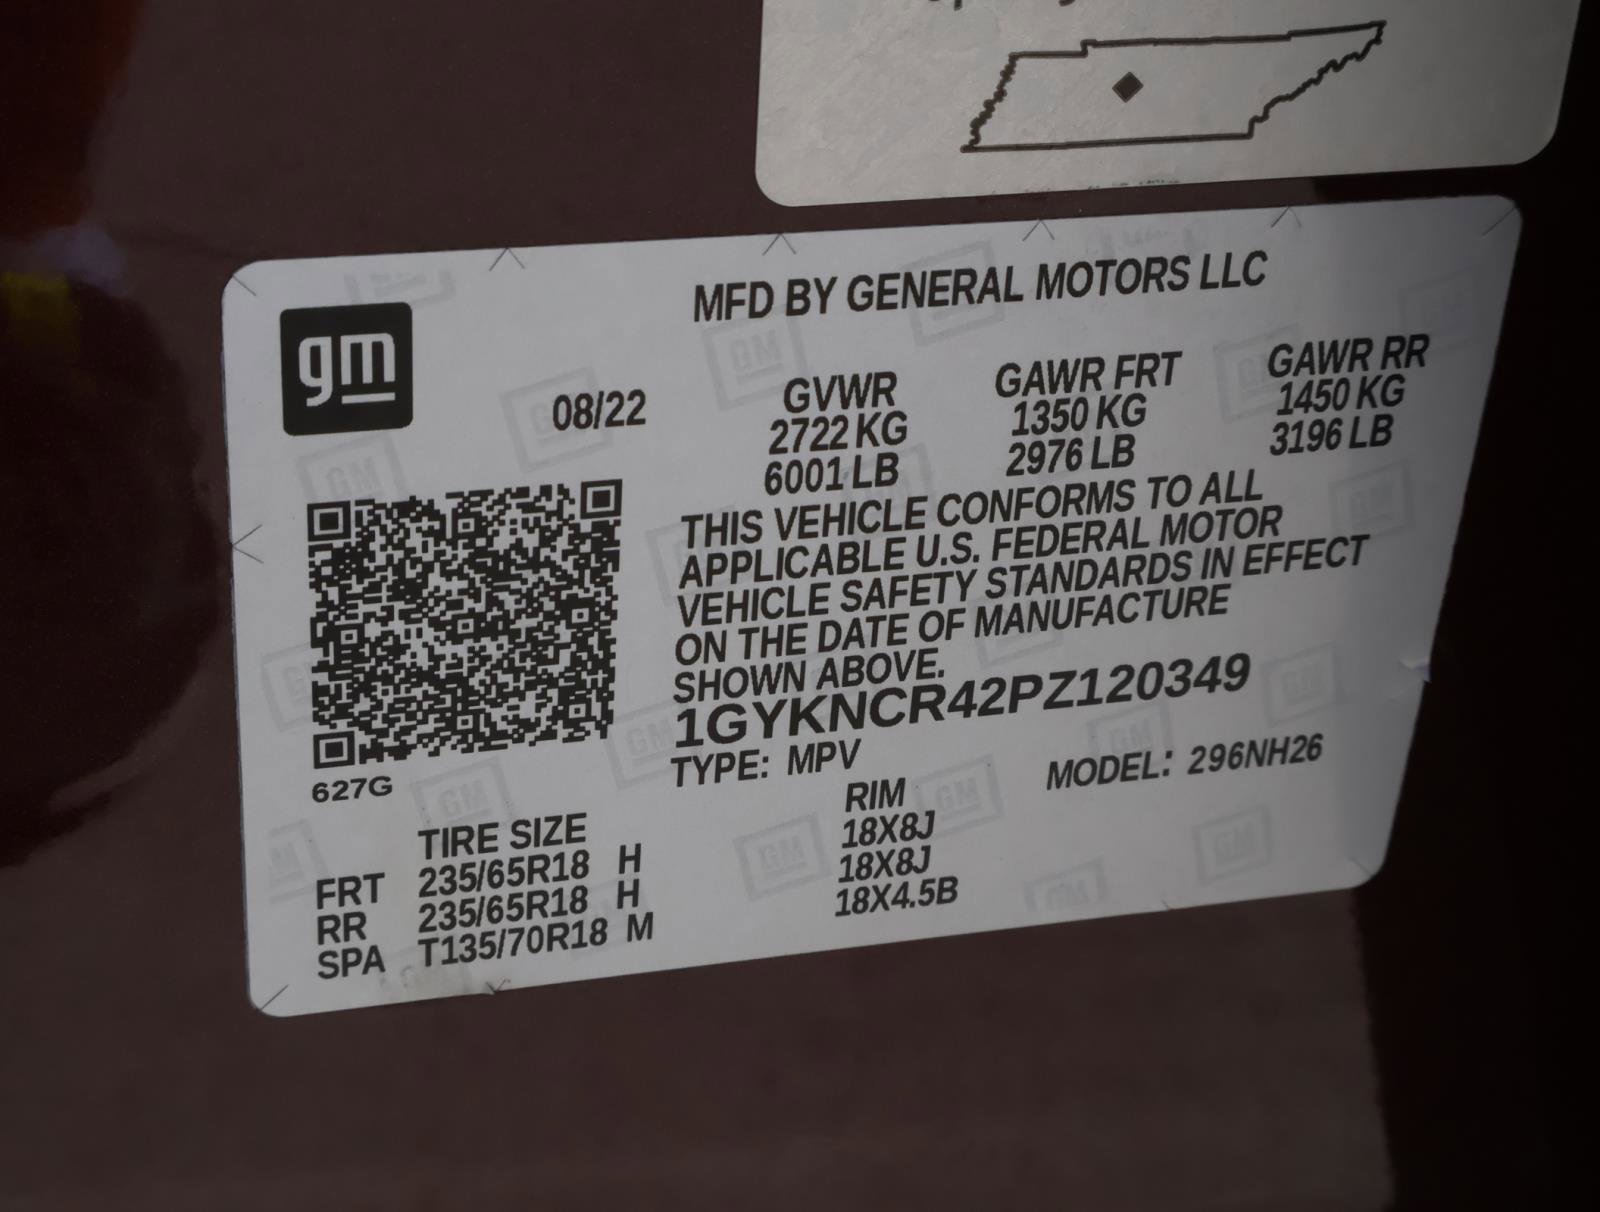 gm
MFD BY GENERAL MOTORS LLC
08/22
GVWR
2722 KG
6001 LB
GAWR FRT
1350 KG
2976 LB
GAWR RR
1450 KG
3196 LB
THIS VEHICLE CONFORMS TO ALL
APPLICABLE U.S. FEDERAL MOTOR
VEHICLE SAFETY STANDARDS IN EFFECT
ON THE DATE OF MANUFACTURE
SHOWN ABOVE.
1GYKNCR42PZ120349
TYPE: MPV MODEL: 296NH26
627G
TIRE SIZE RIM
FRT 235/65R18 H 18X8J
RR 235/65R18 H 18X8J
SPA T135/70R18 M 18X4.5B